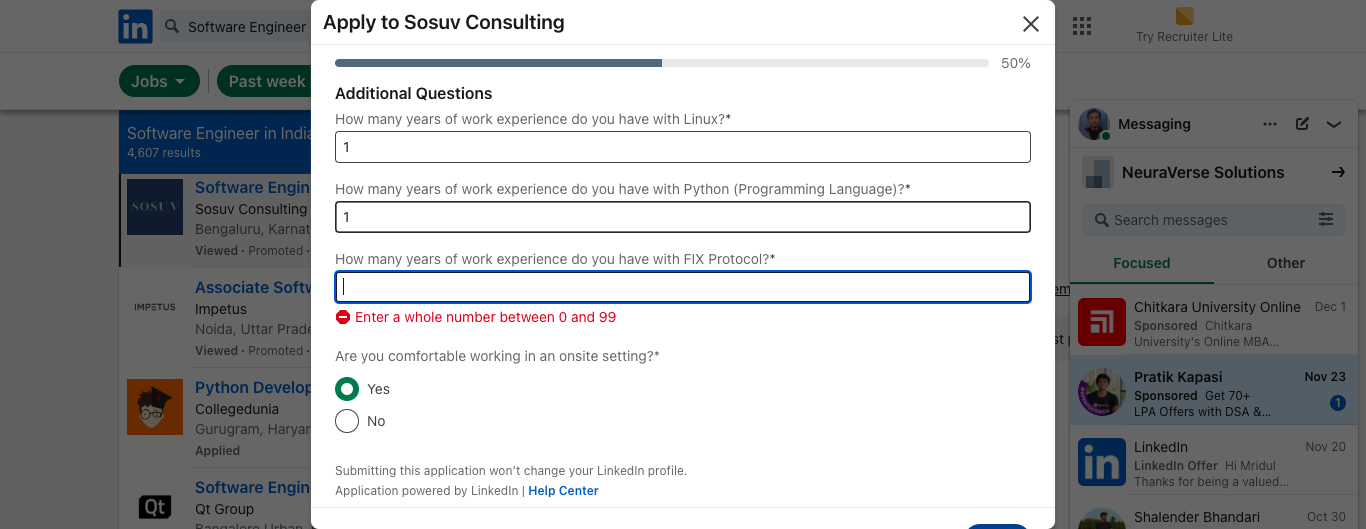 in
Software Engineer
Try Recruiter Lite
Jobs
Past week
Software Engineer in India
4,607 results
SOSUV
Software Engin
Sosuv Consulting
Bengaluru, Karnat
Viewed · Promoted ·
IMPETUS
Associate Softw
Impetus
Noida, Uttar Prade
Viewed · Promoted ·
Python Develop
Collegedunia
Gurugram, Haryan
Applied
Qt
Software Engin
Qt Group
Bangalore Urban,
Apply to Sosuv Consulting
50%
Additional Questions
How many years of work experience do you have with Linux?*
1
How many years of work experience do you have with Python (Programming Language)?*
1
How many years of work experience do you have with FIX Protocol?*
Enter a whole number between 0 and 99
Are you comfortable working in an onsite setting?*
Yes
No
Submitting this application won't change your LinkedIn profile.
Application powered by LinkedIn | Help Center
Messaging
NeuraVerse Solutions
Search messages
Focused
Other
Chitkara University Online Dec 1
Sponsored Chitkara
University's Online MBA...
Pratik Kapasi Nov 23
Sponsored Get 70+
LPA Offers with DSA &... 1
in
LinkedIn Nov 20
LinkedIn Offer Hi Mridul
Thanks for being a valued...
Shalender Bhandari Oct 30